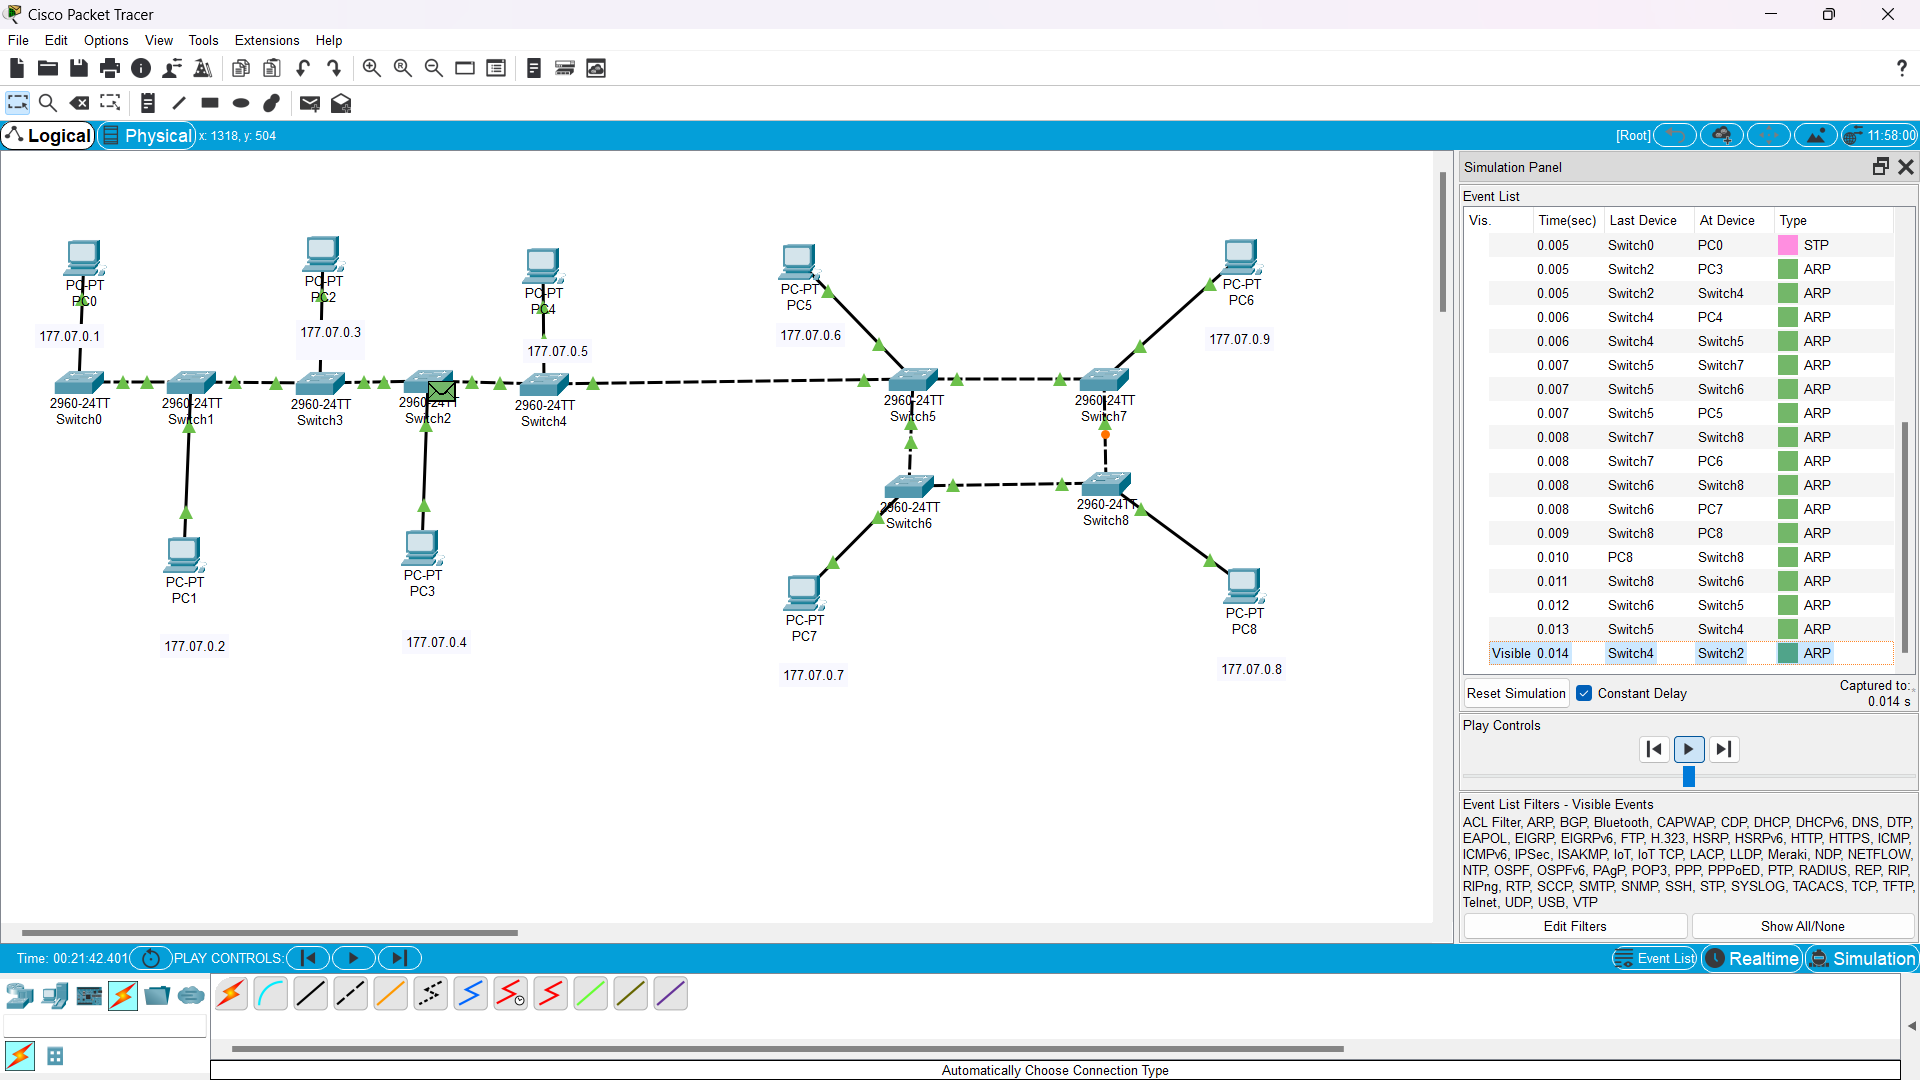 Cisco Packet Tracer
File Edit Options View Tools Extensions Help
Logical Physical x: 1318, y: 504 [Root] 11:58:00
PC-PT
PC0
177.07.0.1
PC-PT
PC2
177.07.0.3
PC-PT
PC4
177.07.0.5
PC-PT
PC5
177.07.0.6
PC-PT
PC6
177.07.0.9
2960-24TT
Switch0
2960-24TT
Switch1
2960-24TT
Switch3
2960-24TT
Switch2
2960-24TT
Switch4
2960-24TT
Switch5
2960-24TT
Switch7
2960-24TT
Switch6
2960-24TT
Switch8
PC-PT
PC1
177.07.0.2
PC-PT
PC3
177.07.0.4
PC-PT
PC7
177.07.0.7
PC-PT
PC8
177.07.0.8
Simulation Panel
Event List
Vis. Time(sec) Last Device At Device Type
0.005 Switch0 PC0 STP
0.005 Switch2 PC3 ARP
0.005 Switch2 Switch4 ARP
0.006 Switch4 PC4 ARP
0.006 Switch4 Switch5 ARP
0.007 Switch5 Switch7 ARP
0.007 Switch5 Switch6 ARP
0.007 Switch5 PC5 ARP
0.008 Switch7 Switch8 ARP
0.008 Switch7 PC6 ARP
0.008 Switch6 Switch8 ARP
0.008 Switch6 PC7 ARP
0.009 Switch8 PC8 ARP
0.010 PC8 Switch8 ARP
0.011 Switch8 Switch6 ARP
0.012 Switch6 Switch5 ARP
0.013 Switch5 Switch4 ARP
Visible 0.014 Switch4 Switch2 ARP
Reset Simulation Constant Delay Captured to:
0.014 s
Play Controls
Event List Filters - Visible Events
ACL Filter, ARP, BGP, Bluetooth, CAPWAP, CDP, DHCP, DHCPv6, DNS, DTP,
EAPOL, EIGRP, EIGRPv6, FTP, H.323, HSRP, HSRPv6, HTTP, HTTPS, ICMP,
ICMPv6, IPSec, ISAKMP, IoT, IoT TCP, LACP, LLDP, Meraki, NDP, NETFLOW,
NTP, OSPF, OSPFv6, PAgP, POP3, PPP, PPPoED, PTP, RADIUS, REP, RIP,
RIPng, RTP, SCCP, SMTP, SNMP, SSH, STP, SYSLOG, TACACS, TCP, TFTP,
Telnet, UDP, USB, VTP
Edit Filters Show All/None
Time: 00:21:42.401 PLAY CONTROLS: Event List Realtime Simulation
Automatically Choose Connection Type